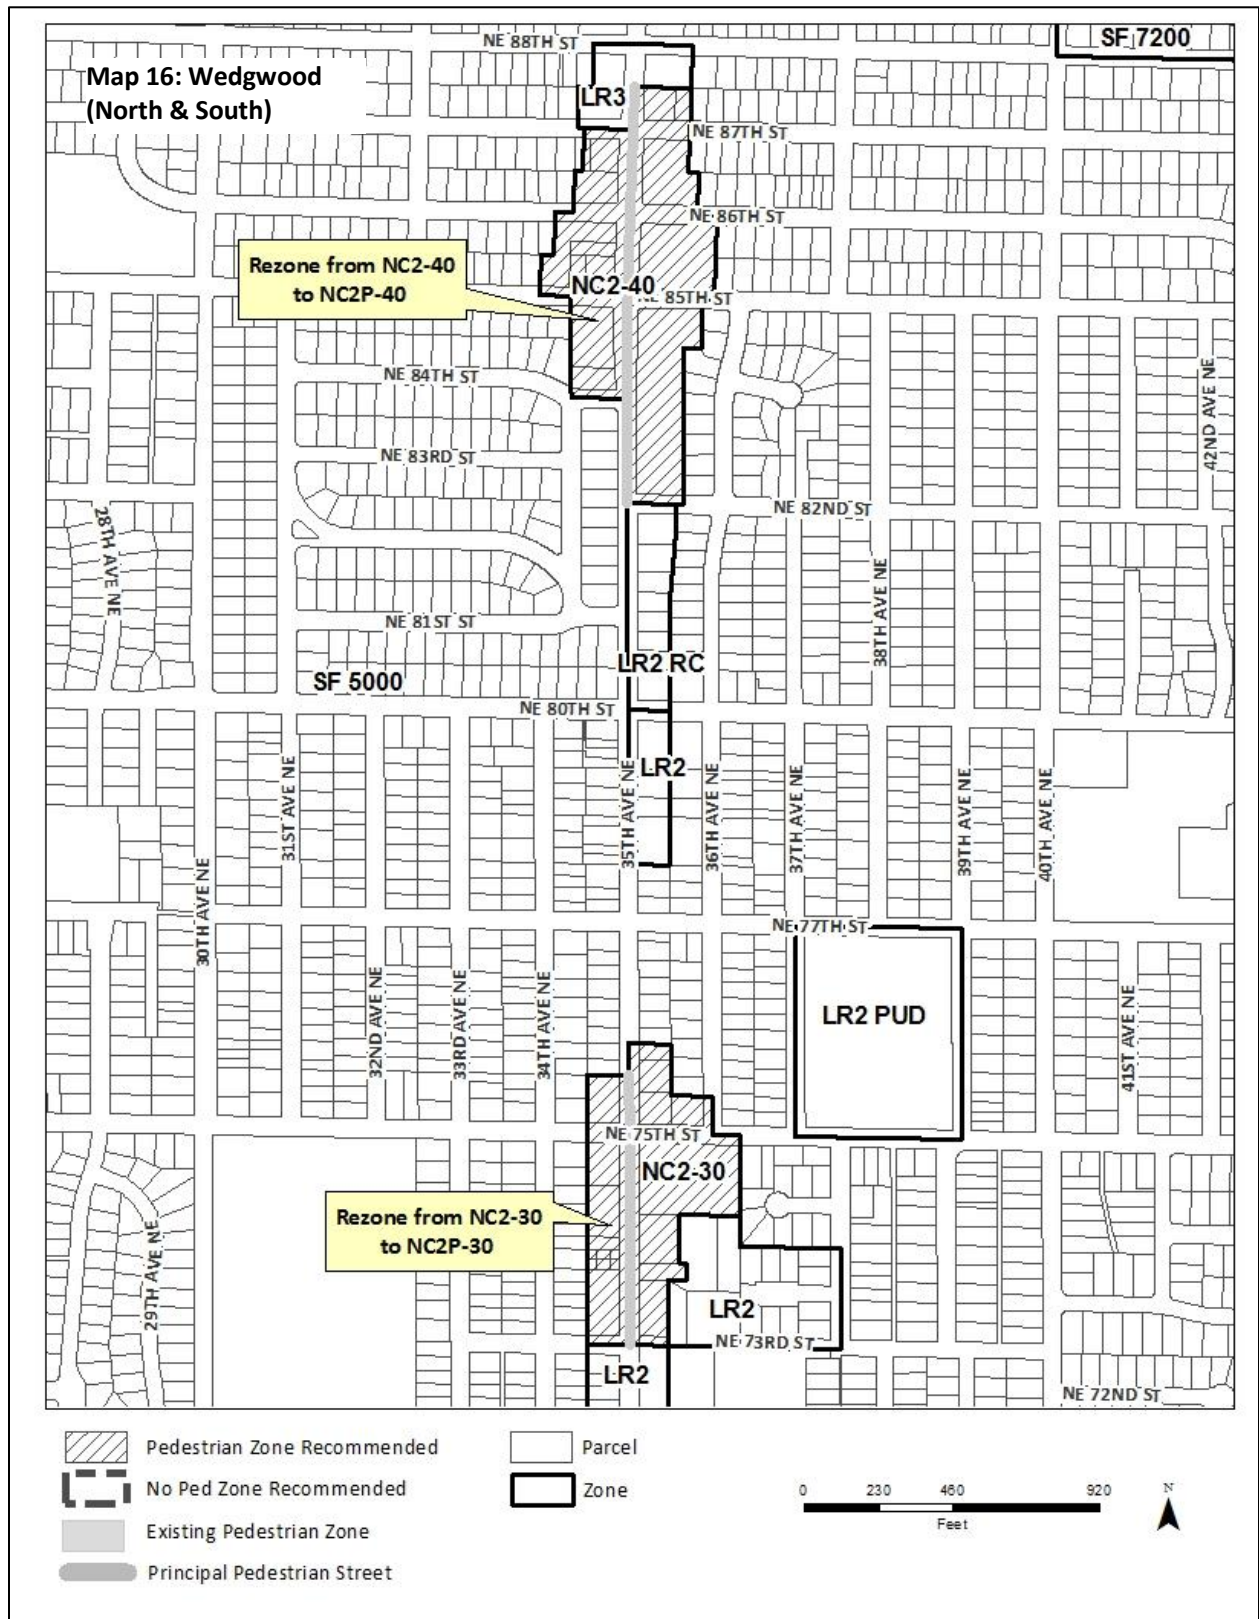 NE 88TH ST
SF 7200
Map 16: Wedgwood
(North & South)
LR3
NE 87TH ST
NE 86TH ST
Rezone from NC2-40
to NC2P-40
NC2-40
NE 85TH ST
NE 84TH ST
42ND AVE NE
NE 83RD ST
NE 82ND ST
28TH AVE NE
38TH AVE NE
NE 81ST ST
LR2 RC
SF 5000
NE 80TH ST
LR2
31ST AVE NE
35TH AVE NE
36TH AVE NE
37TH AVE NE
39TH AVE NE
40TH AVE NE
30TH AVE NE
NE 77TH ST
32ND AVE NE
33RD AVE NE
34TH AVE NE
LR2 PUD
41ST AVE NE
NE 75TH ST
NC2-30
Rezone from NC2-30
to NC2P-30
29TH AVE NE
LR2
NE 73RD ST
LR2
NE 72ND ST
Pedestrian Zone Recommended
Parcel
No Ped Zone Recommended
Zone
Existing Pedestrian Zone
Principal Pedestrian Street
0 230 460 920
Feet
N